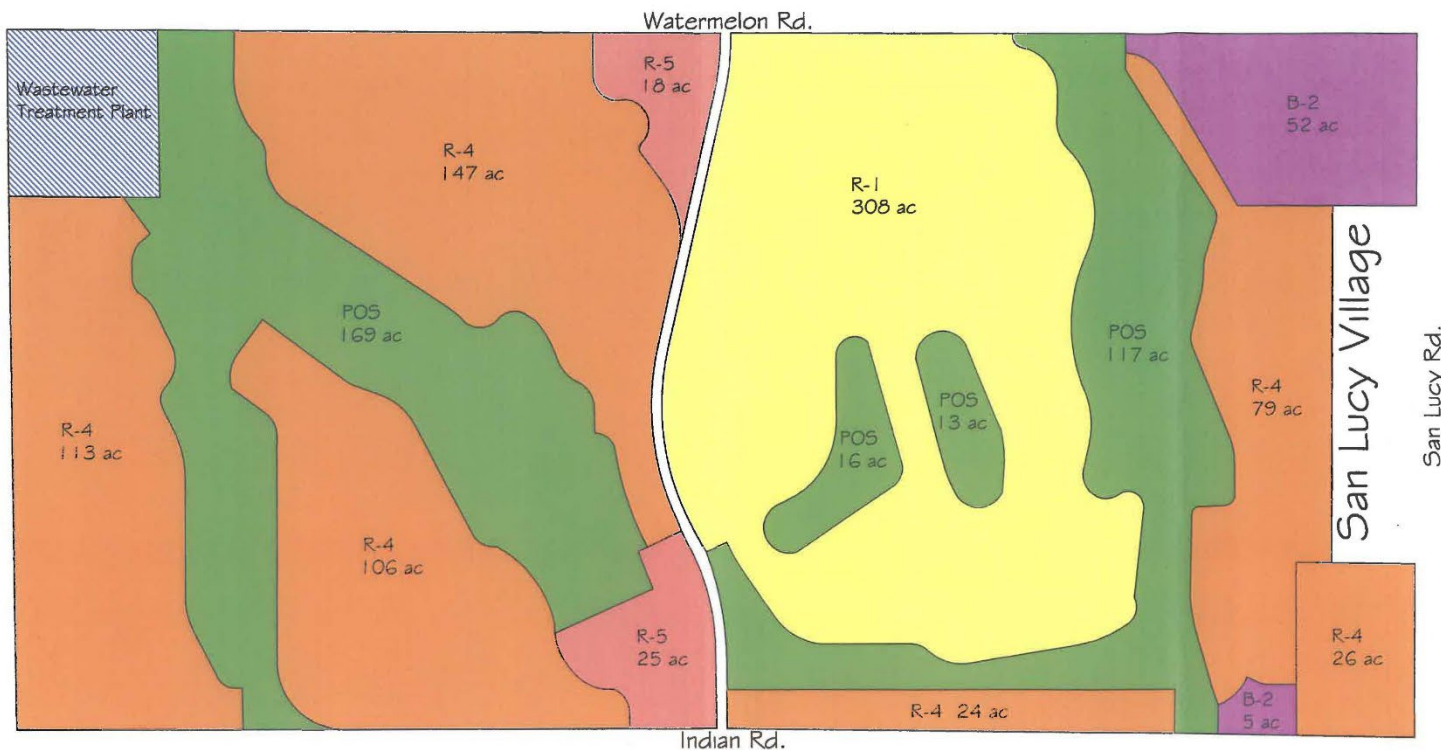 Watermelon Rd.
Wastewater
Treatment Plant
R-5
18 ac
B-2
52 ac
R-4
147 ac
R-1
308 ac
POS
169 ac
POS
117 ac
R-4
79 ac
San Lucy Village
San Lucy Rd.
POS
13 ac
POS
16 ac
R-4
113 ac
R-4
106 ac
R-5
25 ac
R-4
26 ac
R-4 24 ac
B-2
5 ac
Indian Rd.